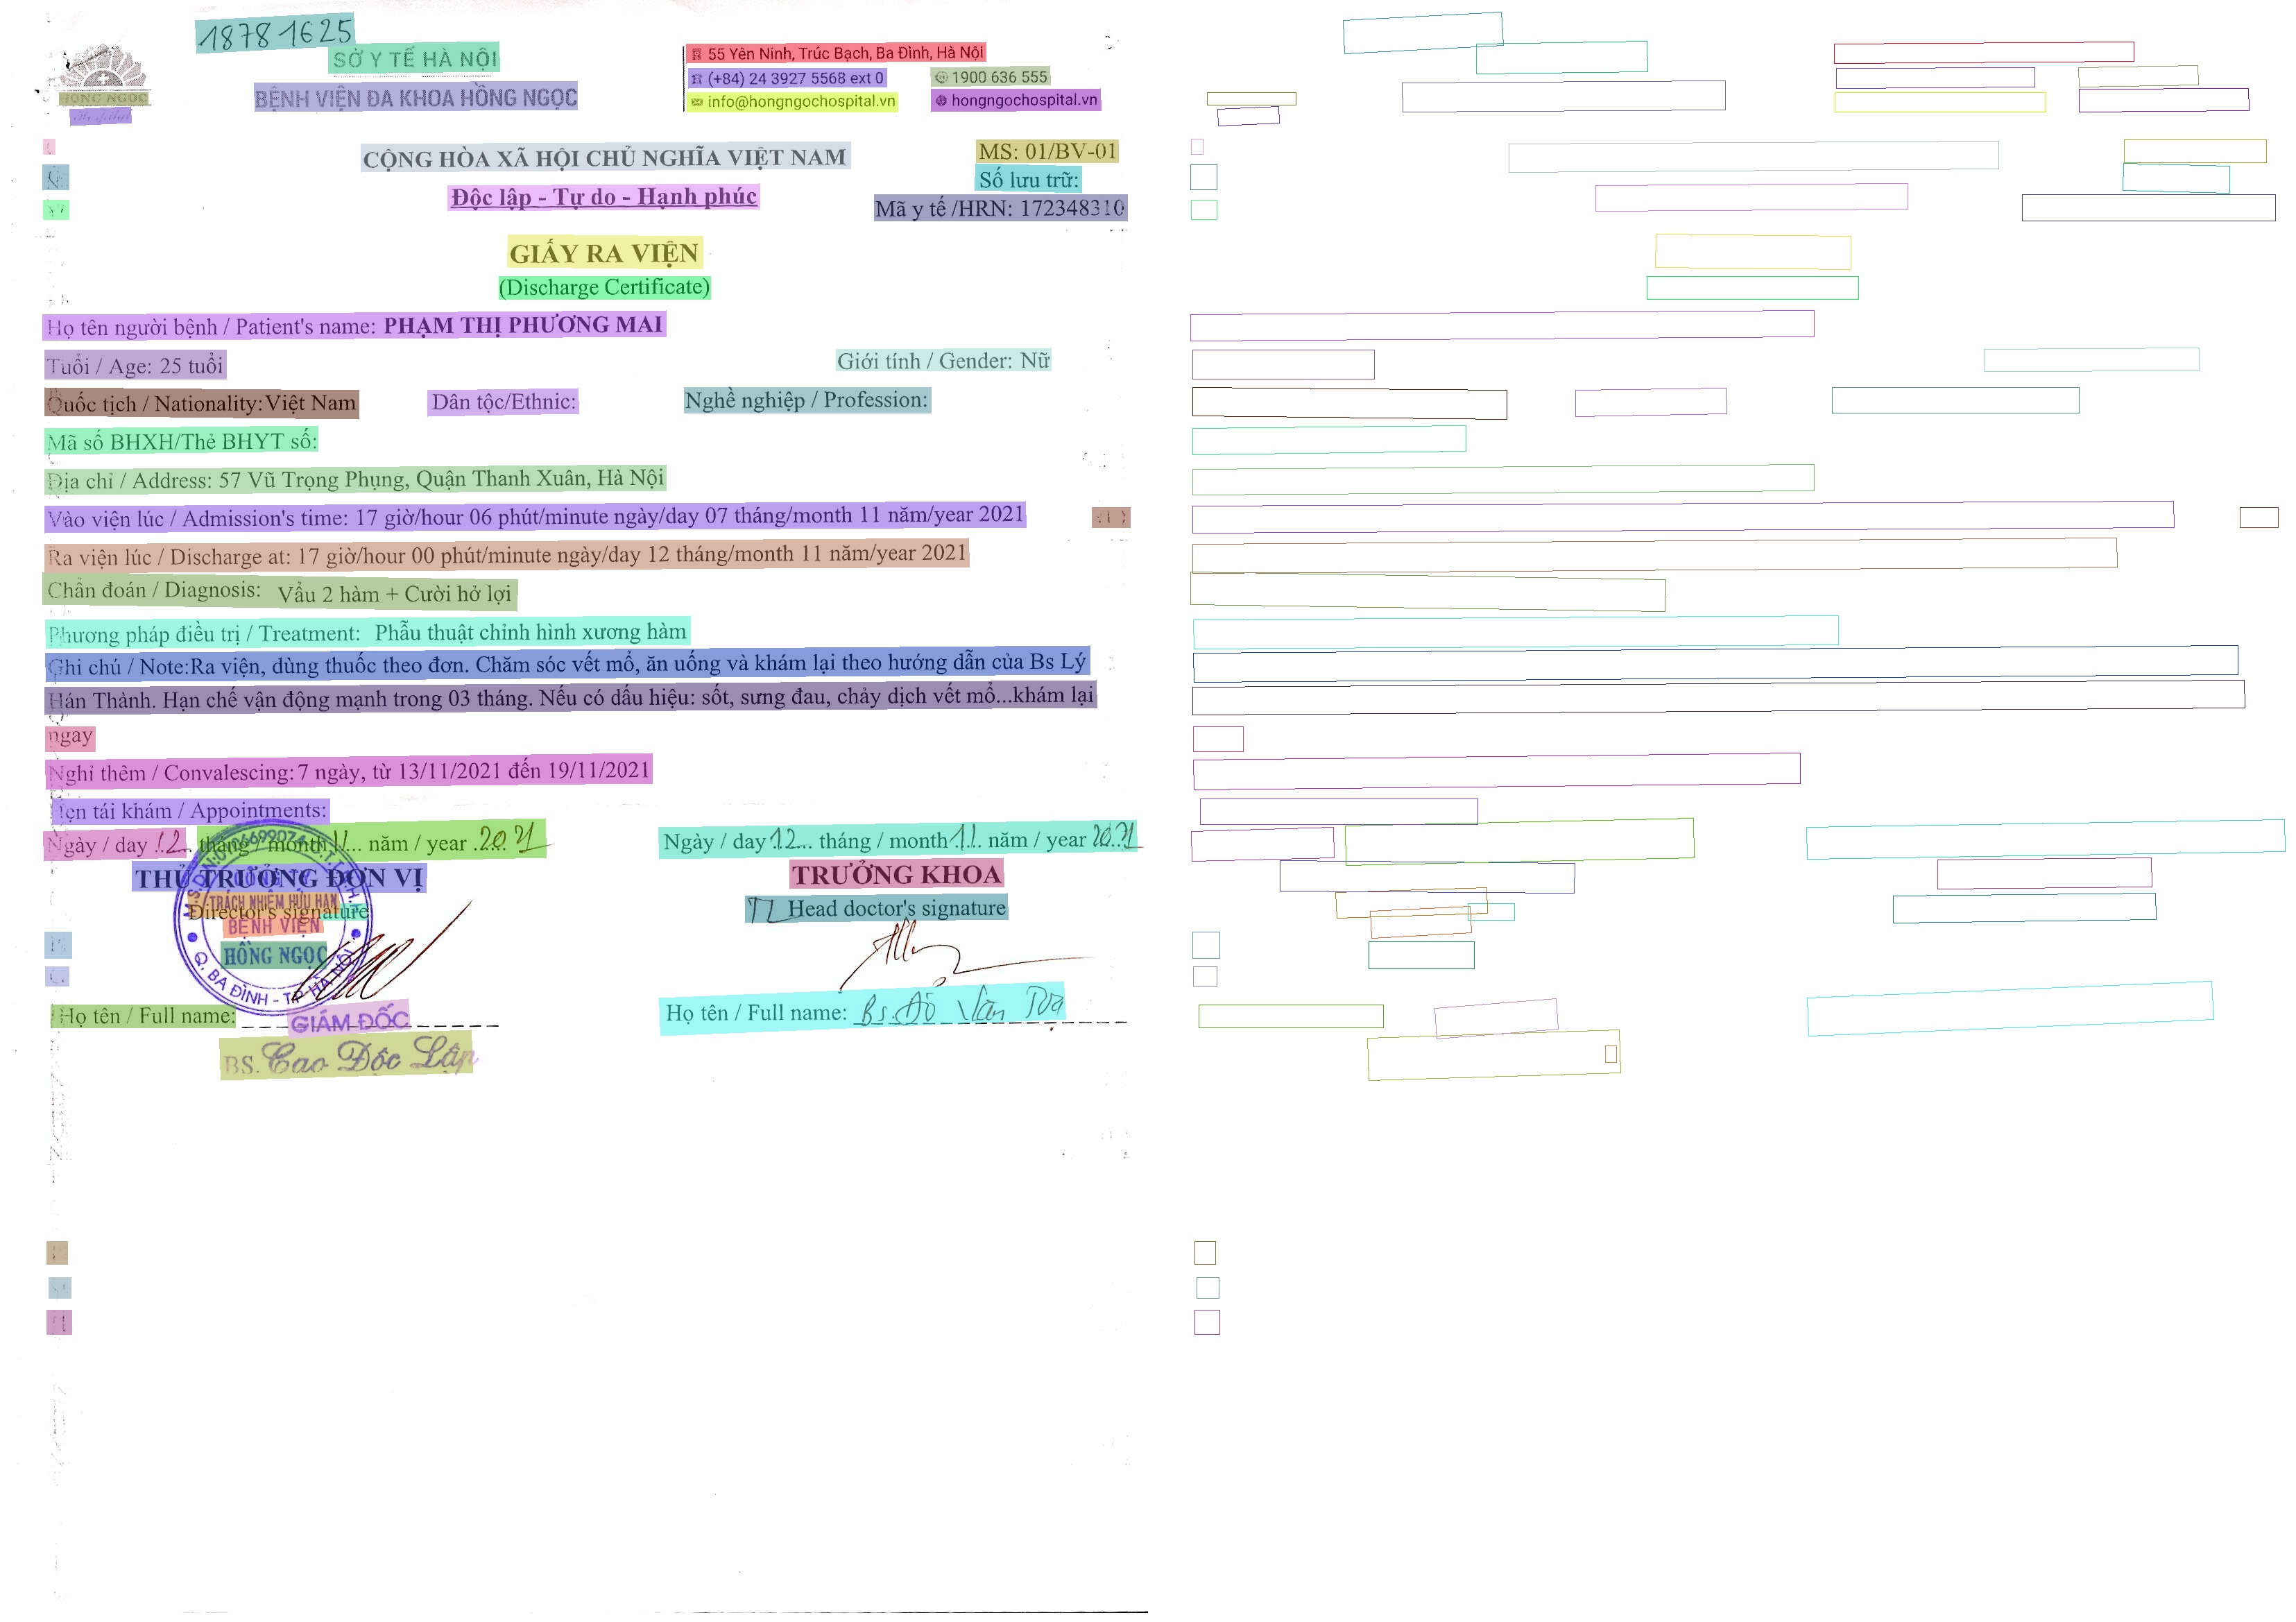 18781625
SỞ Y TẾ HÀ NỘI
BỆNH VIỆN ĐA KHOA HỒNG NGỌC
HONG NGOC
55 Yên Ninh, Trúc Bạch, Ba Đình, Hà Nội
(+84) 24 3927 5568 ext 0
1900 636 555
info@hongngochospital.vn
hongngochospital.vn
CỘNG HÒA XÃ HỘI CHỦ NGHĨA VIỆT NAM
Độc lập - Tự do - Hạnh phúc
MS: 01/BV-01
Số lưu trữ:
Mã y tế /HRN: 172348310
GIẤY RA VIỆN
(Discharge Certificate)
Họ tên người bệnh / Patient's name: PHẠM THỊ PHƯƠNG MAI
Tuổi / Age: 25 tuổi
Giới tính / Gender: Nữ
Quốc tịch / Nationality:Việt Nam
Dân tộc/Ethnic:
Nghề nghiệp / Profession:
Mã số BHXH/Thẻ BHYT số:
Địa chỉ / Address: 57 Vũ Trọng Phụng, Quận Thanh Xuân, Hà Nội
Vào viện lúc / Admission's time: 17 giờ/hour 06 phút/minute ngày/day 07 tháng/month 11 năm/year 2021
Ra viện lúc / Discharge at: 17 giờ/hour 00 phút/minute ngày/day 12 tháng/month 11 năm/year 2021
Chẩn đoán / Diagnosis: Vẩu 2 hàm + Cười hở lợi
Phương pháp điều trị / Treatment: Phẫu thuật chỉnh hình xương hàm
Ghi chú / Note:Ra viện, dùng thuốc theo đơn. Chăm sóc vết mổ, ăn uống và khám lại theo hướng dẫn của Bs Lý
Hán Thành. Hạn chế vận động mạnh trong 03 tháng. Nếu có dấu hiệu: sốt, sưng đau, chảy dịch vết mổ...khám lại
ngay
Nghỉ thêm / Convalescing:7 ngày, từ 13/11/2021 đến 19/11/2021
Hẹn tái khám / Appointments:
Ngày / day 12... tháng / month 11... năm / year 2021
THỦ TRƯỞNG ĐƠN VỊ
Director's signature
TRÁCH NHIỆM HỮU HẠN
BỆNH VIỆN
HỒNG NGỌC
Q. BA ĐÌNH - TP HÀ NỘI
Họ tên / Full name:
GIÁM ĐỐC
BS. Cao Độc Lập
Ngày / day 12... tháng / month 11. năm / year 2021
TRƯỞNG KHOA
TL Head doctor's signature
Họ tên / Full name: Bs. Đỗ Văn